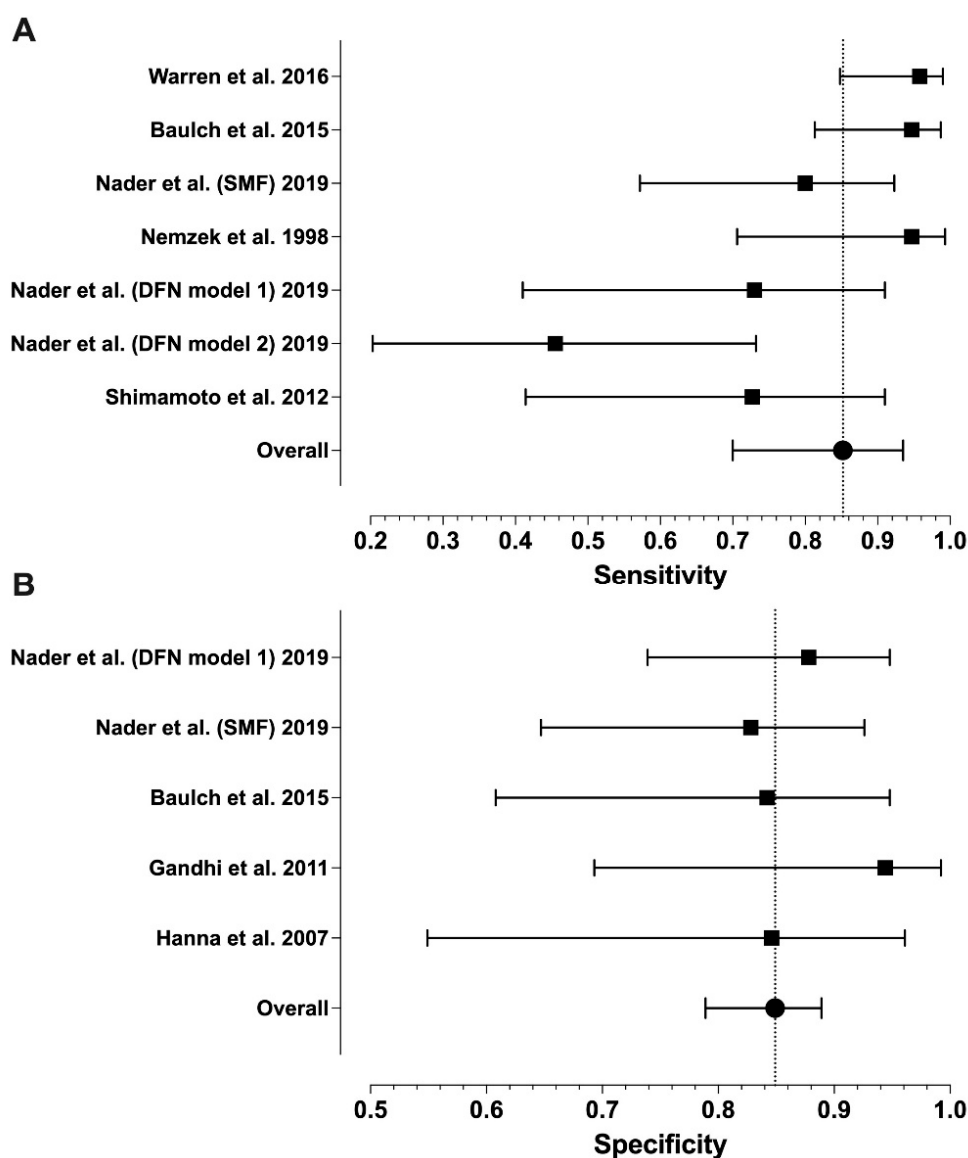 A
Warren et al. 2016
Baulch et al. 2015
Nader et al. (SMF) 2019
Nemzek et al. 1998
Nader et al. (DFN model 1) 2019
Nader et al. (DFN model 2) 2019
Shimamoto et al. 2012
Overall
0.2 0.3 0.4 0.5 0.6 0.7 0.8 0.9 1.0
Sensitivity
B
Nader et al. (DFN model 1) 2019
Nader et al. (SMF) 2019
Baulch et al. 2015
Gandhi et al. 2011
Hanna et al. 2007
Overall
0.5 0.6 0.7 0.8 0.9 1.0
Specificity